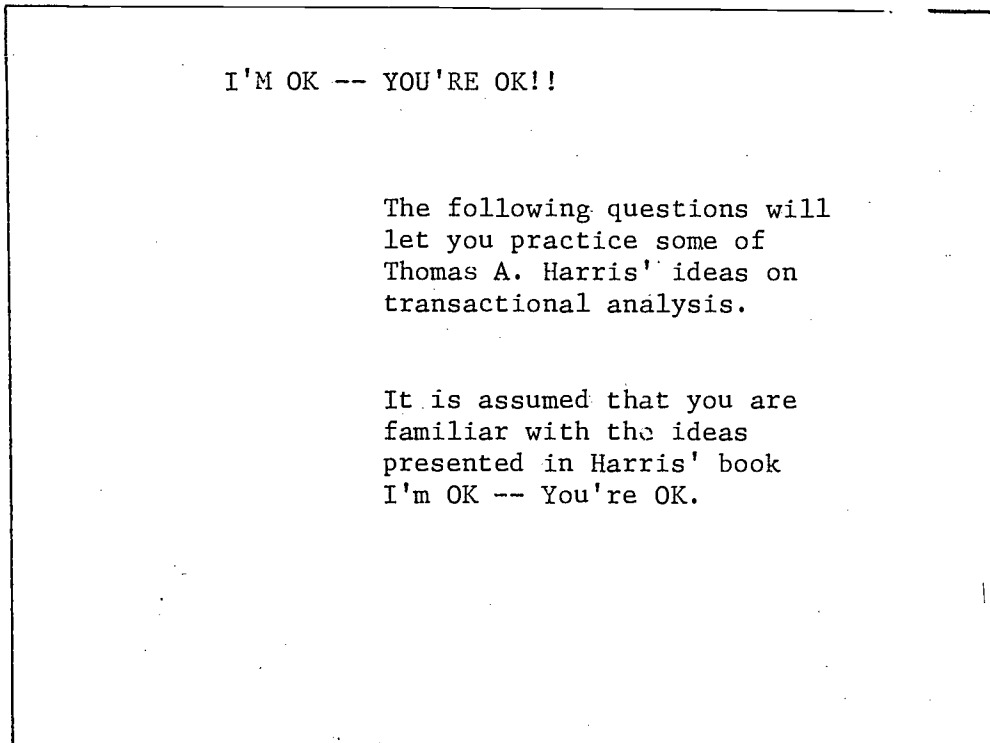 I'M OK -- YOU'RE OK!!
The following questions will
let you practice some of
Thomas A. Harris' ideas on
transactional analysis.
It is assumed that you are
familiar with the ideas
presented in Harris' book
I'm OK -- You're OK.